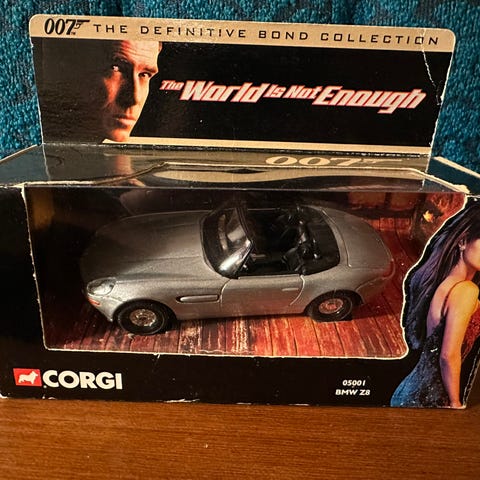 007 THE DEFINITIVE BOND COLLECTION
The World Is Not Enough
007
CORGI
05001
BMW Z8